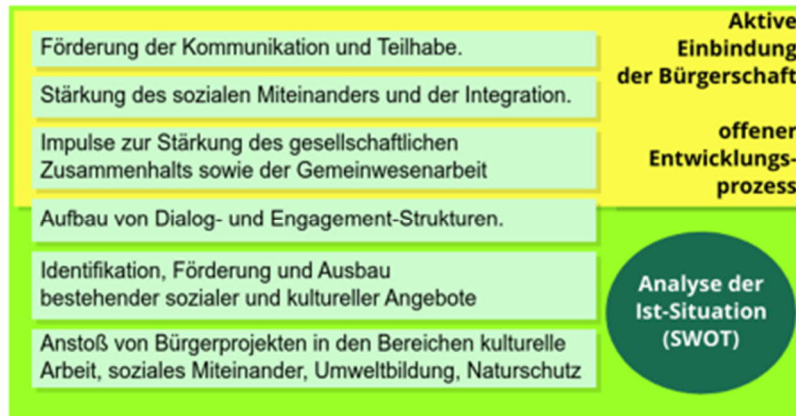 Förderung der Kommunikation und Teilhabe.
Stärkung des sozialen Miteinanders und der Integration.
Impulse zur Stärkung des gesellschaftlichen
Zusammenhalts sowie der Gemeinwesenarbeit
Aufbau von Dialog- und Engagement-Strukturen.
Identifikation, Förderung und Ausbau
bestehender sozialer und kultureller Angebote
Anstoß von Bürgerprojekten in den Bereichen kulturelle
Arbeit, soziales Miteinander, Umweltbildung, Naturschutz
Aktive
Einbindung
der Bürgerschaft
offener
Entwicklungs-
prozess
Analyse der
Ist-Situation
(SWOT)